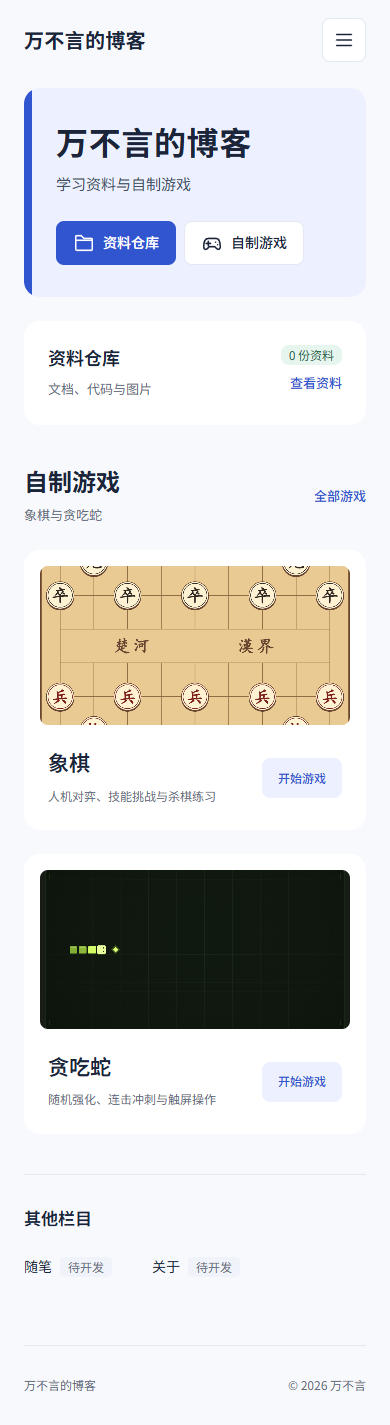 万不言的博客
万不言的博客
学习资料与自制游戏
资料仓库
自制游戏
资料仓库
0 份资料
文档、代码与图片
查看资料
自制游戏
全部游戏
象棋与贪吃蛇
卒 卒 卒 卒 卒
楚河 漢界
兵 兵 兵 兵 兵
象棋
人机对弈、技能挑战与杀棋练习
开始游戏
贪吃蛇
随机强化、连击冲刺与触屏操作
开始游戏
其他栏目
随笔 待开发
关于 待开发
万不言的博客
© 2026 万不言